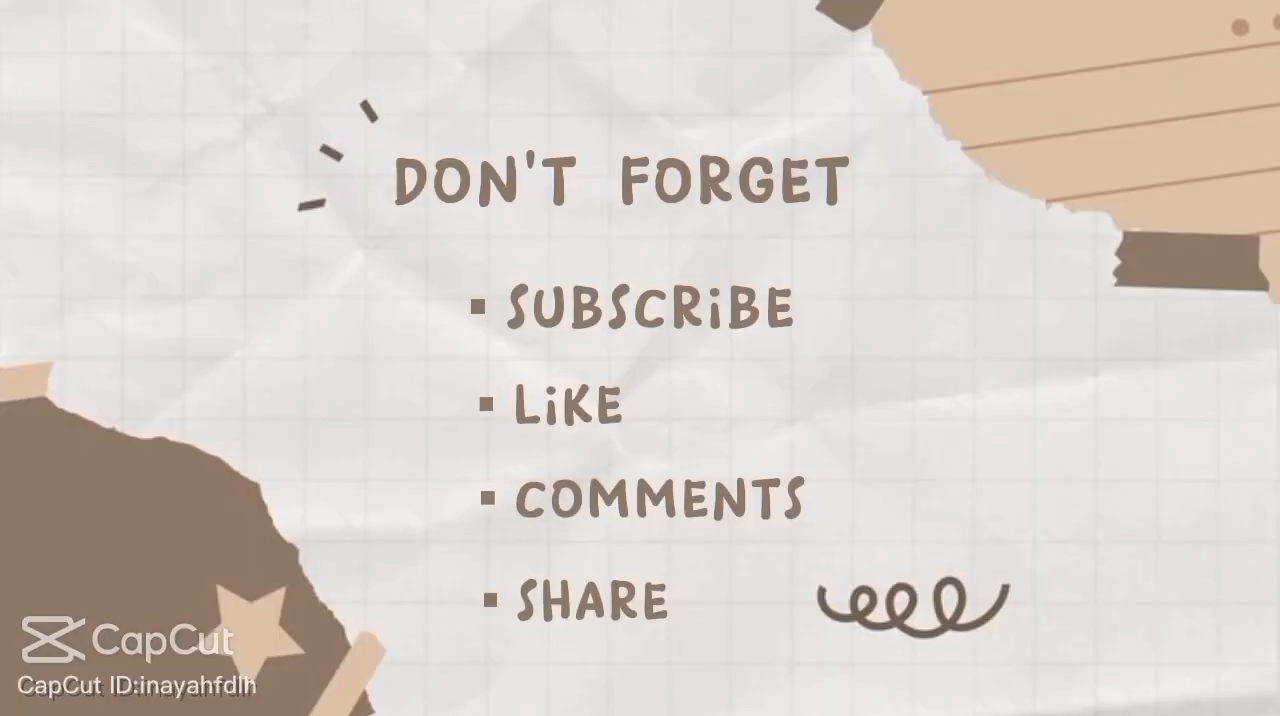 DON'T FORGET
▪ SUBSCRiBE
▪ LiKE
▪ COMMENTS
▪ SHARE
CapCut
CapCut ID:inayahfdlh